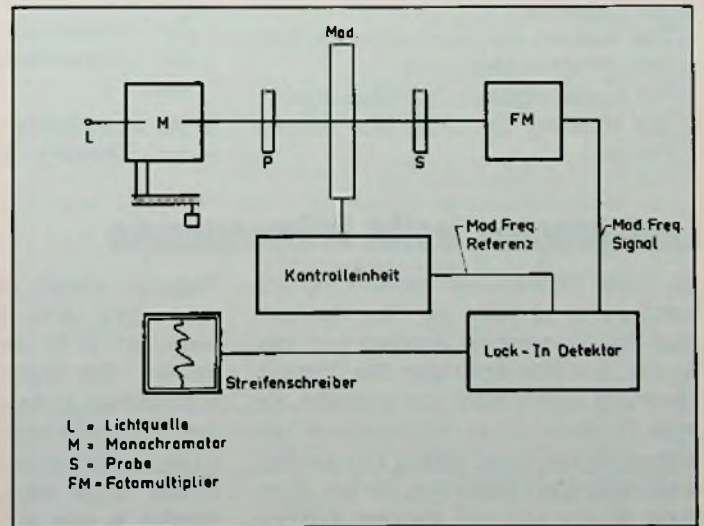 Mod.
L
M
P
S
FM
Mod. Freq.
Referenz
Mod. Freq.
Signal
Kontrolleinheit
Lock-In Detektor
Streifenschreiber
L = Lichtquelle
M = Monochromator
S = Probe
FM = Fotomultiplier